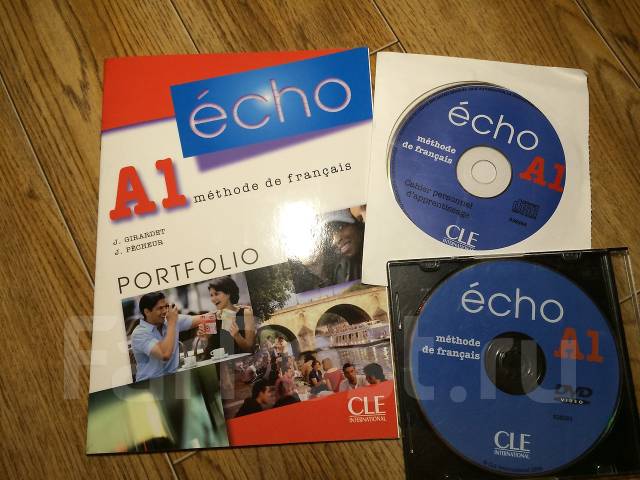 écho
A1 méthode de français
J. GIRARDET
J. PÉCHEUR
PORTFOLIO
CLE
INTERNATIONAL
écho
méthode
de français
A1
Cahier personnel
d'apprentissage
CLE
INTERNATIONAL
écho
méthode
de français
A1
DVD
VIDEO
CLE
INTERNATIONAL